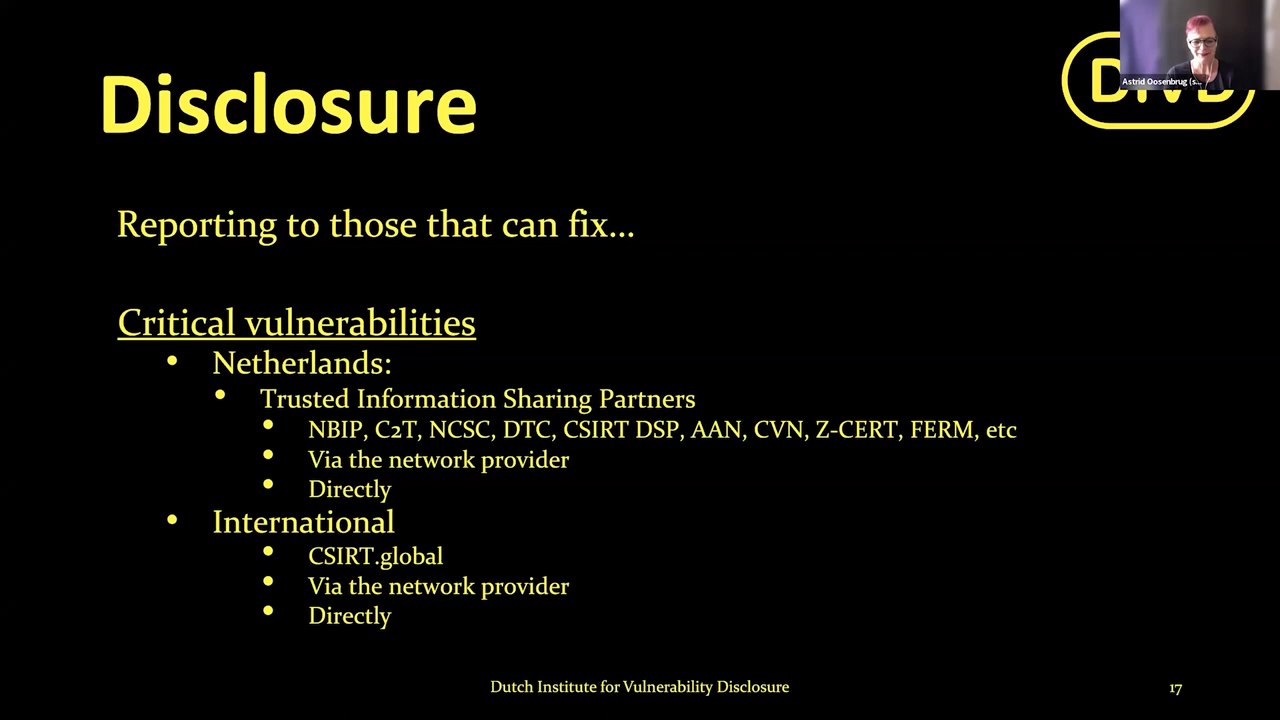 Disclosure
Astrid Oosenbrug (s...
Reporting to those that can fix...
Critical vulnerabilities
• Netherlands:
• Trusted Information Sharing Partners
• NBIP, C2T, NCSC, DTC, CSIRT DSP, AAN, CVN, Z-CERT, FERM, etc
• Via the network provider
• Directly
• International
• CSIRT.global
• Via the network provider
• Directly
Dutch Institute for Vulnerability Disclosure
17